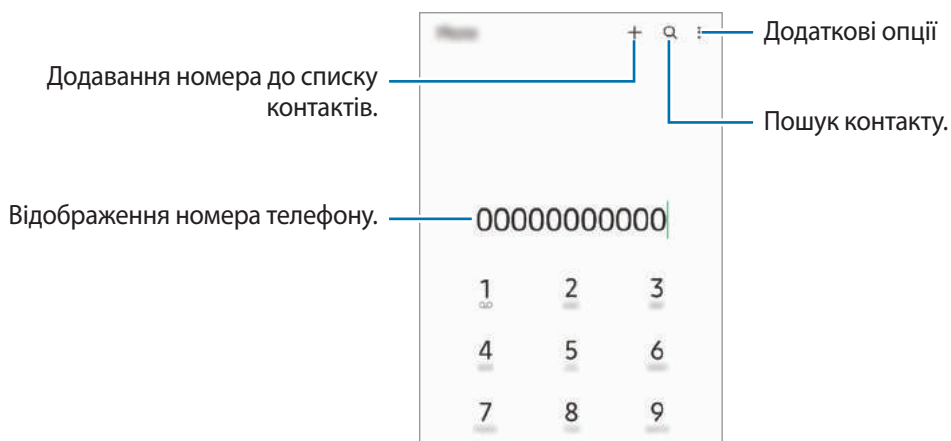 Додаткові опції
Додавання номера до списку
контактів.
Пошук контакту.
Відображення номера телефону.
00000000000
1 2 3
4 5 6
7 8 9